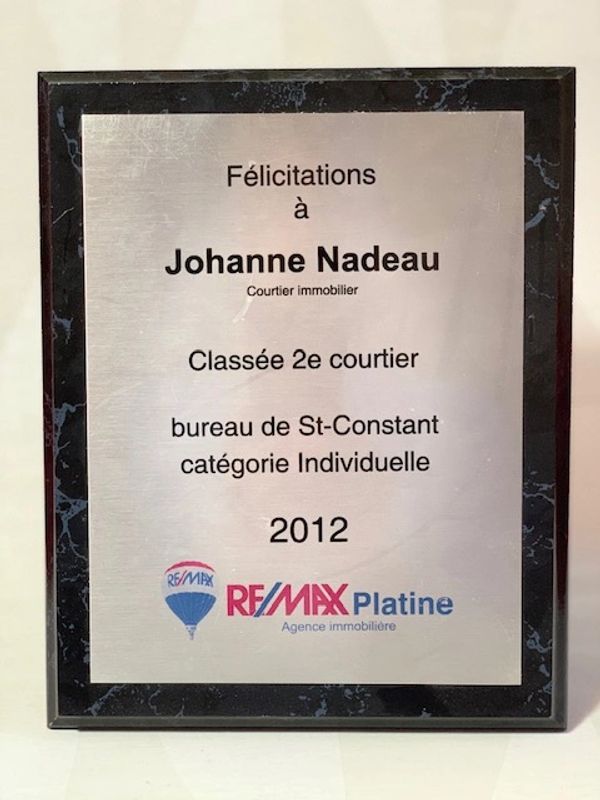 Félicitations
à
Johanne Nadeau
Courtier immobilier
Classée 2e courtier
bureau de St-Constant
catégorie Individuelle
2012
RE/MAX
RE/MAX Platine
Agence immobilière